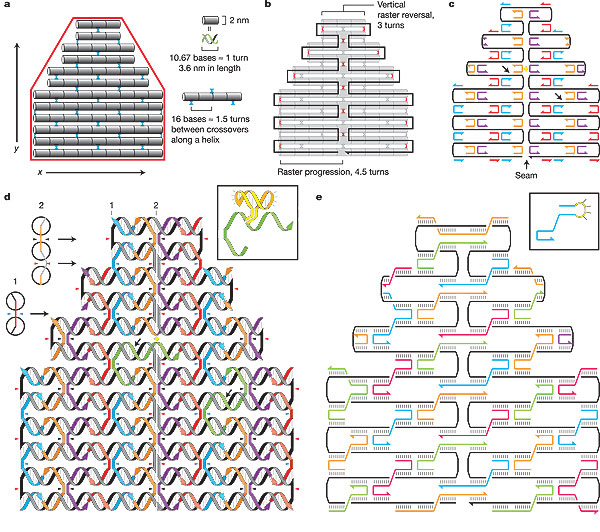 a
2 nm
10.67 bases = 1 turn
3.6 nm in length
16 bases = 1.5 turns
between crossovers
along a helix
y
x
b
Vertical
raster reversal,
3 turns
Raster progression, 4.5 turns
c
Seam
d
2
1
1
2
e